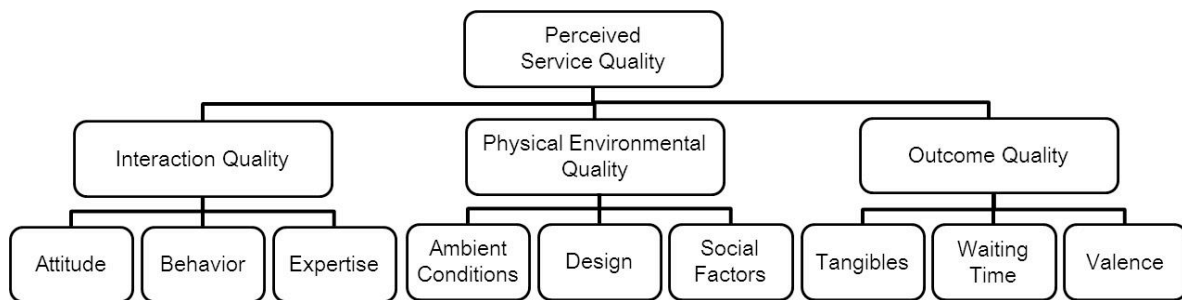 Perceived
Service Quality
Interaction Quality
Physical Environmental
Quality
Outcome Quality
Attitude
Behavior
Expertise
Ambient
Conditions
Design
Social
Factors
Tangibles
Waiting
Time
Valence